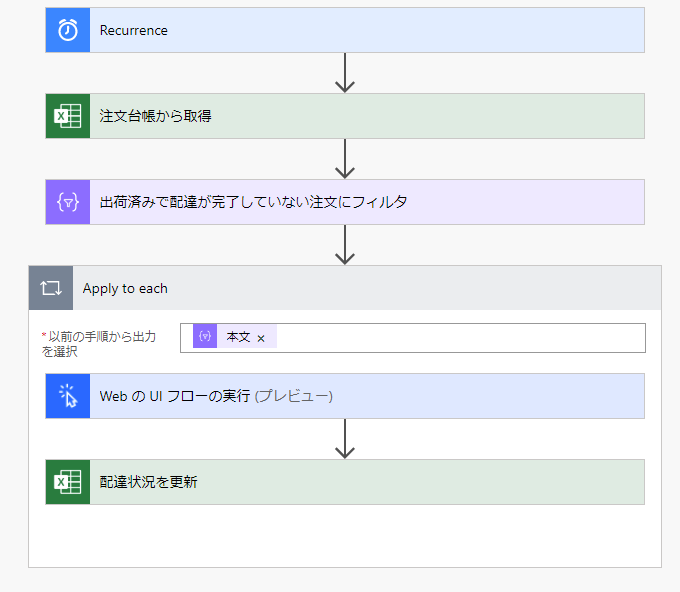 Recurrence
注文台帳から取得
出荷済みで配達が完了していない注文にフィルタ
Apply to each
*以前の手順から出力
を選択
本文 ×
Web の UI フローの実行 (プレビュー)
配達状況を更新